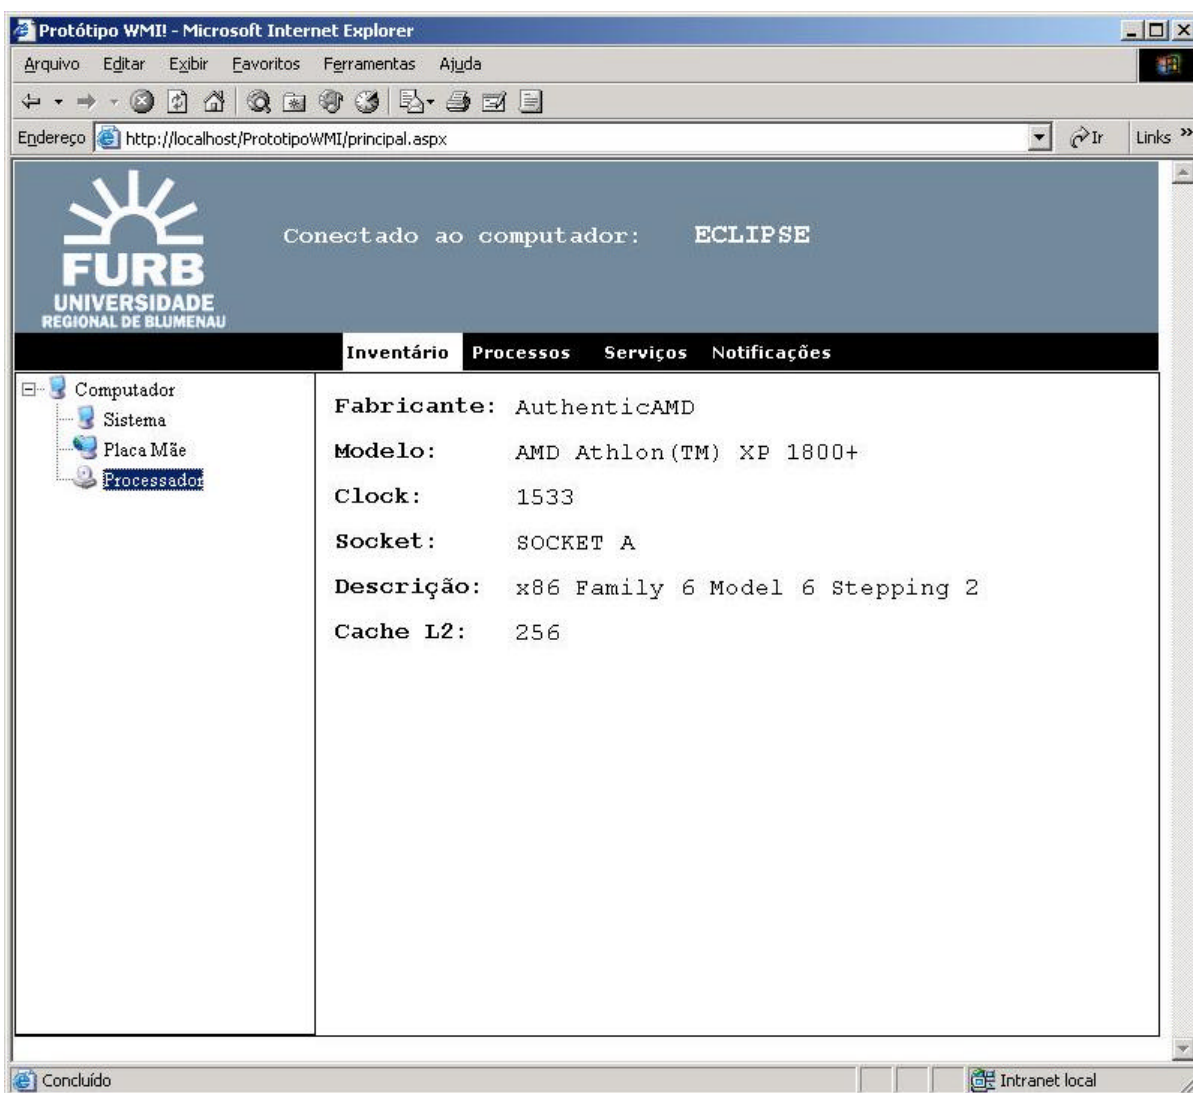 Protótipo WMI! - Microsoft Internet Explorer
Arquivo Editar Exibir Favoritos Ferramentas Ajuda
Endereço http://localhost/PrototipoWMI/principal.aspx Ir Links »
FURB
UNIVERSIDADE
REGIONAL DE BLUMENAU
Conectado ao computador: ECLIPSE
Inventário Processos Serviços Notificações
Computador
Sistema
Placa Mãe
Processador
Fabricante: AuthenticAMD
Modelo: AMD Athlon(TM) XP 1800+
Clock: 1533
Socket: SOCKET A
Descrição: x86 Family 6 Model 6 Stepping 2
Cache L2: 256
Concluído Intranet local